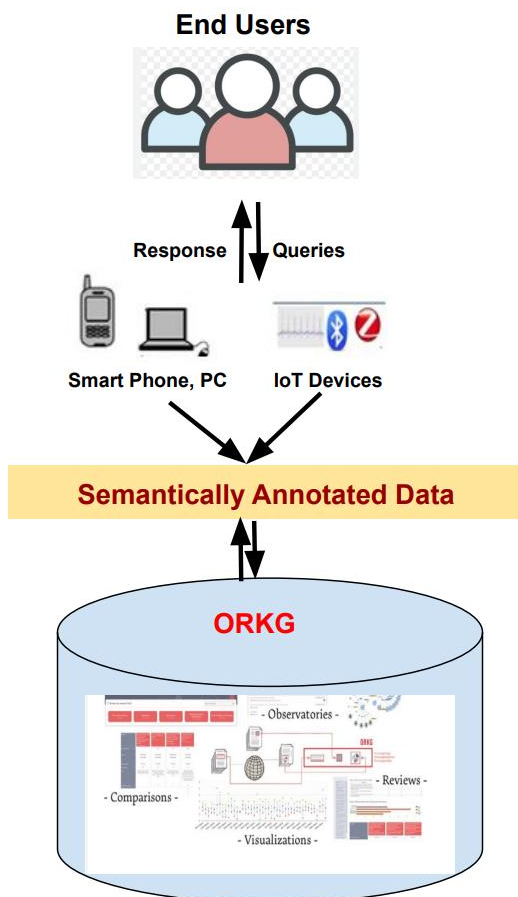 End Users
Response
Queries
Smart Phone, PC
IoT Devices
Semantically Annotated Data
ORKG
- Observatories -
ORKG
- Comparisons -
- Reviews -
- Visualizations -